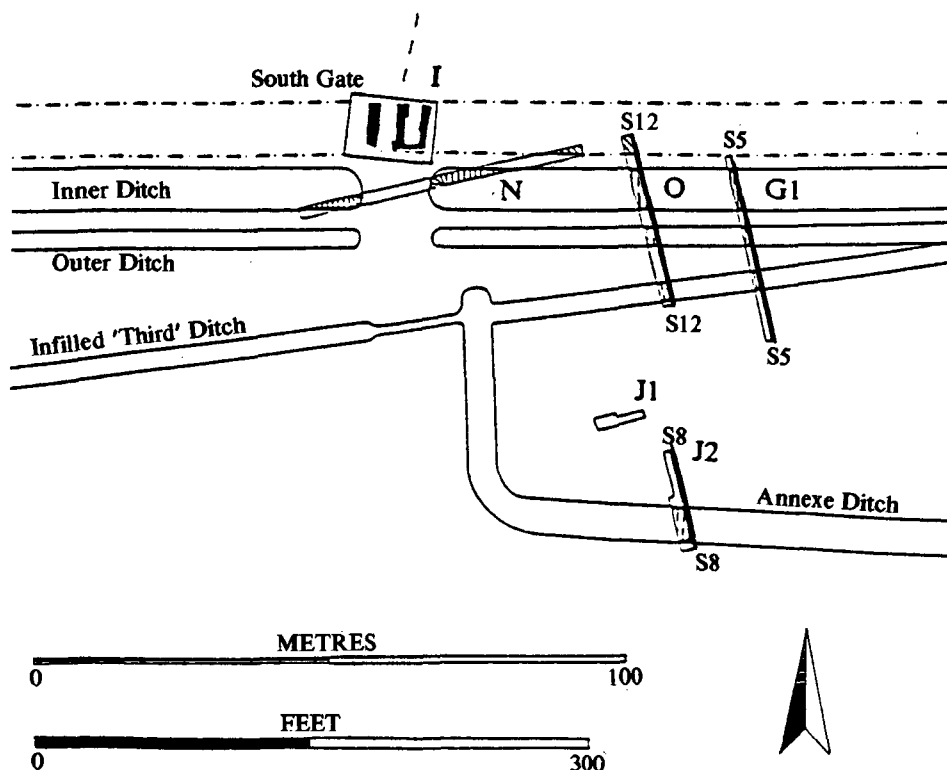 South Gate I
S12 S5
Inner Ditch N O G1
Outer Ditch
S12
Infilled 'Third' Ditch
S5
J1
S8 J2
Annexe Ditch
S8
METRES
0 100
FEET
0 300